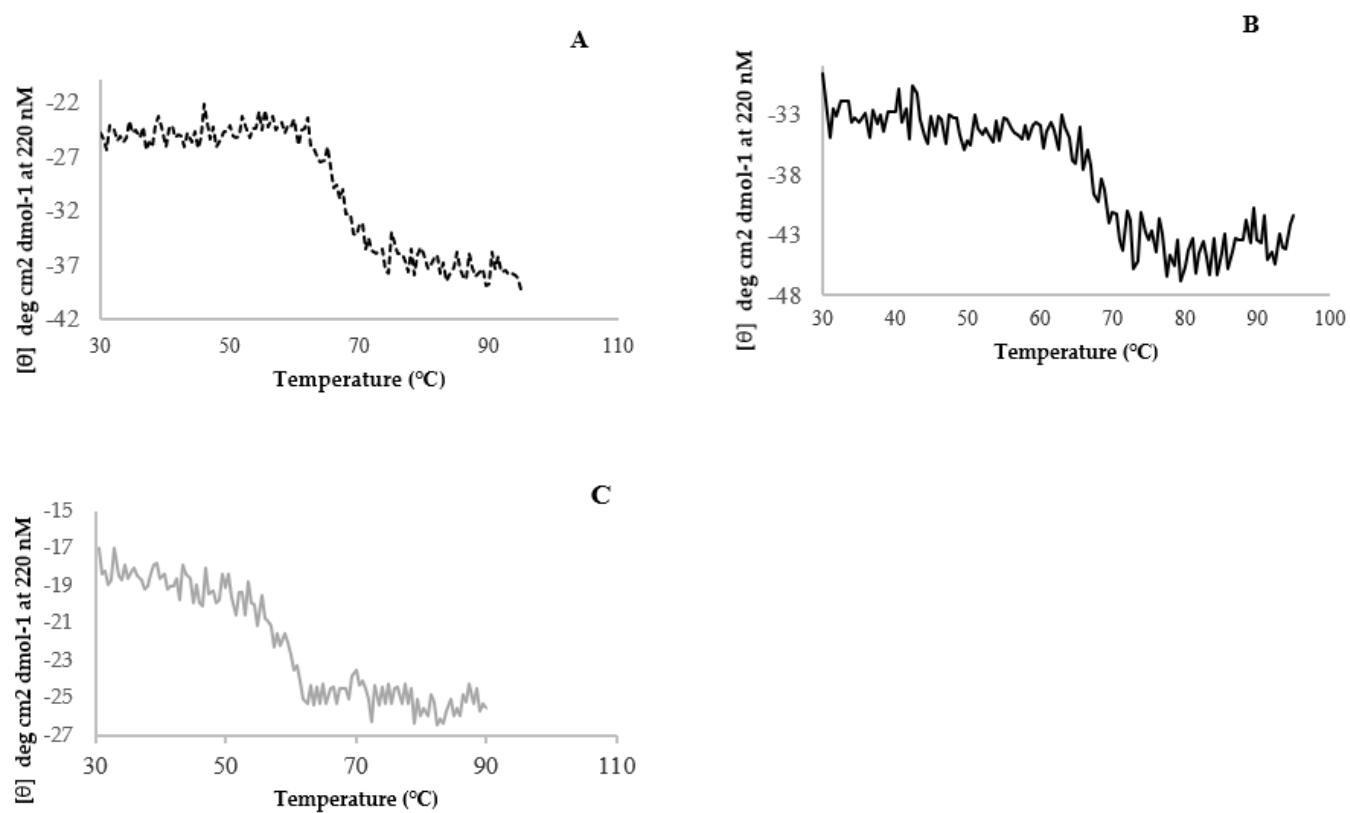 A
[θ] deg cm2 dmol-1 at 220 nM
-22
-27
-32
-37
-42
30 50 70 90 110
Temperature (°C)
B
[θ] deg cm2 dmol-1 at 220 nM
-33
-38
-43
-48
30 40 50 60 70 80 90 100
Temperature (°C)
C
[θ] deg cm2 dmol-1 at 220 nM
-15
-17
-19
-21
-23
-25
-27
30 50 70 90 110
Temperature (°C)